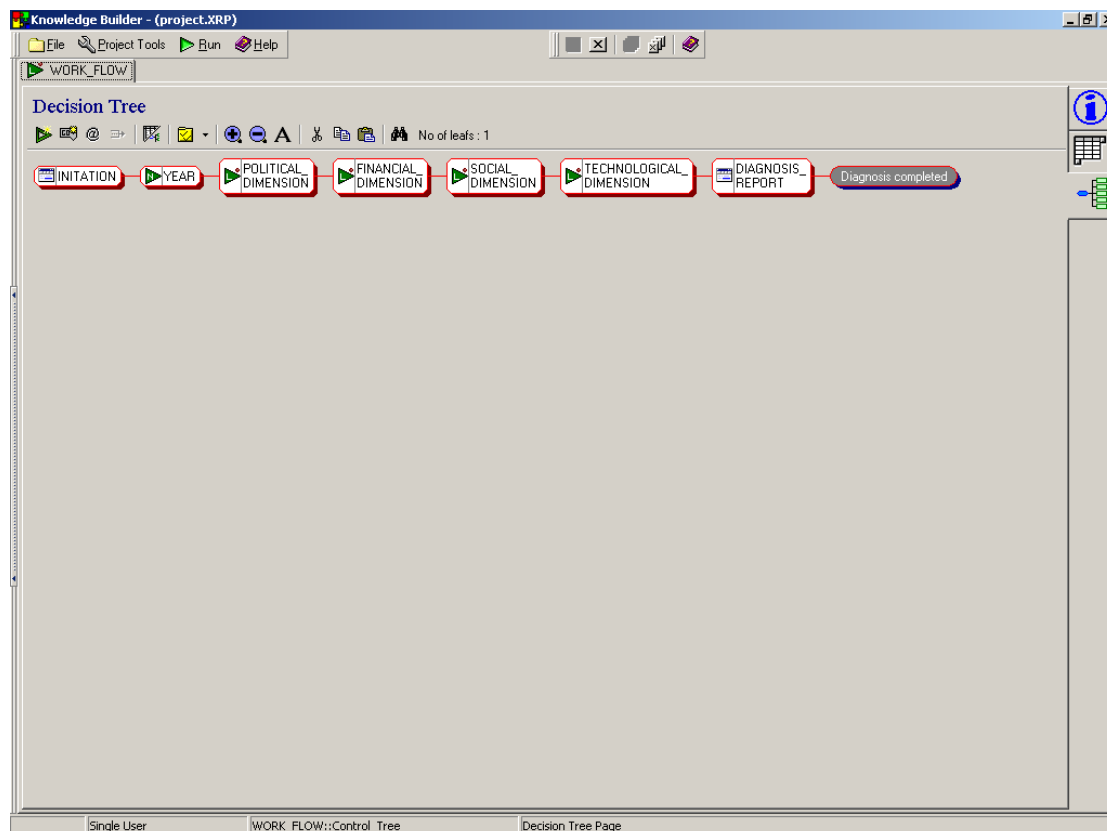 Knowledge Builder - (project.XRP)
File Project Tools Run Help
WORK_FLOW
Decision Tree
@ A No of leafs : 1
INITATION
YEAR
POLITICAL_
DIMENSION
FINANCIAL_
DIMENSION
SOCIAL_
DIMENSION
TECHNOLOGICAL_
DIMENSION
DIAGNOSIS_
REPORT
Diagnosis completed
Single User WORK_FLOW::Control_Tree Decision Tree Page